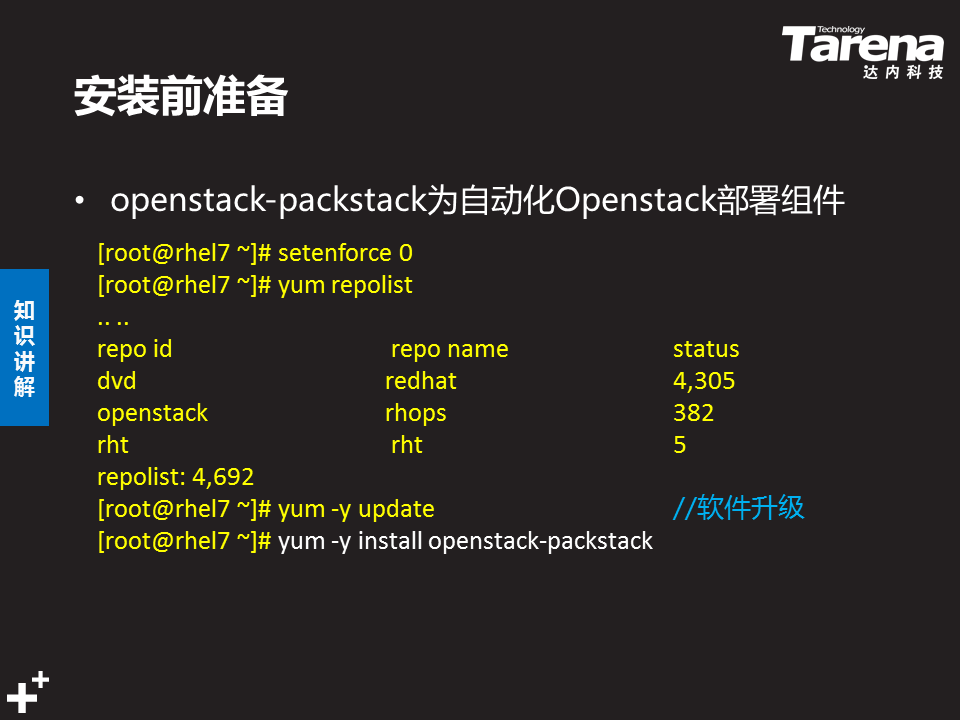 Technology
Tarena
达内科技
安装前准备
• openstack-packstack为自动化Openstack部署组件
[root@rhel7 ~]# setenforce 0
[root@rhel7 ~]# yum repolist
.. ..
repo id repo name status
dvd redhat 4,305
openstack rhops 382
rht rht 5
repolist: 4,692
[root@rhel7 ~]# yum -y update //软件升级
[root@rhel7 ~]# yum -y install openstack-packstack
知
识
讲
解